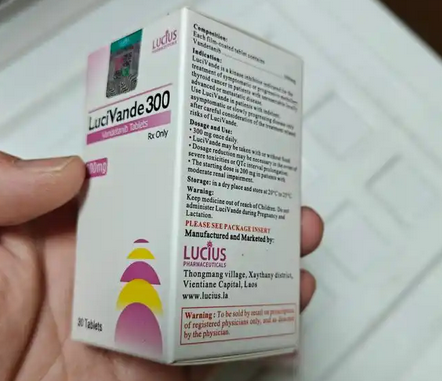 LUCIUS
PHARMACEUTICALS
LuciVande 300
Vandetanib Tablets
Rx Only
30 Tablets
Composition:
Each film-coated tablet contains
Vandetanib
Indication:
LuciVande is a kinase inhibitor indicated for the
treatment of symptomatic or progressive medullary
thyroid cancer in patients with unresectable locally
advanced or metastatic disease.
Use LuciVande in patients with indolent,
asymptomatic or slowly progressing disease only
after careful consideration of the treatment related
risks of LuciVande.
Dosage and Use:
• 300 mg once daily.
• LuciVande may be taken with or without food
• Dosage reduction may be necessary in the event of
severe toxicities or QTc interval prolongation.
• The starting dose is 200 mg in patients with
moderate renal impairment.
Storage: in a dry place and store at 20°C to 25°C.
Warning:
Keep medicine out of reach of Children. Do not
administer LuciVande during Pregnancy and
Lactation.
PLEASE SEE PACKAGE INSERT
Manufactured and Marketed by:
LUCIUS
PHARMACEUTICALS
Thongmang village, Xaythany district,
Vientiane Capital, Laos
www.lucius.la
Warning : To be sold by retail on prescription
of registered physicians only, and as directed
by the physician.